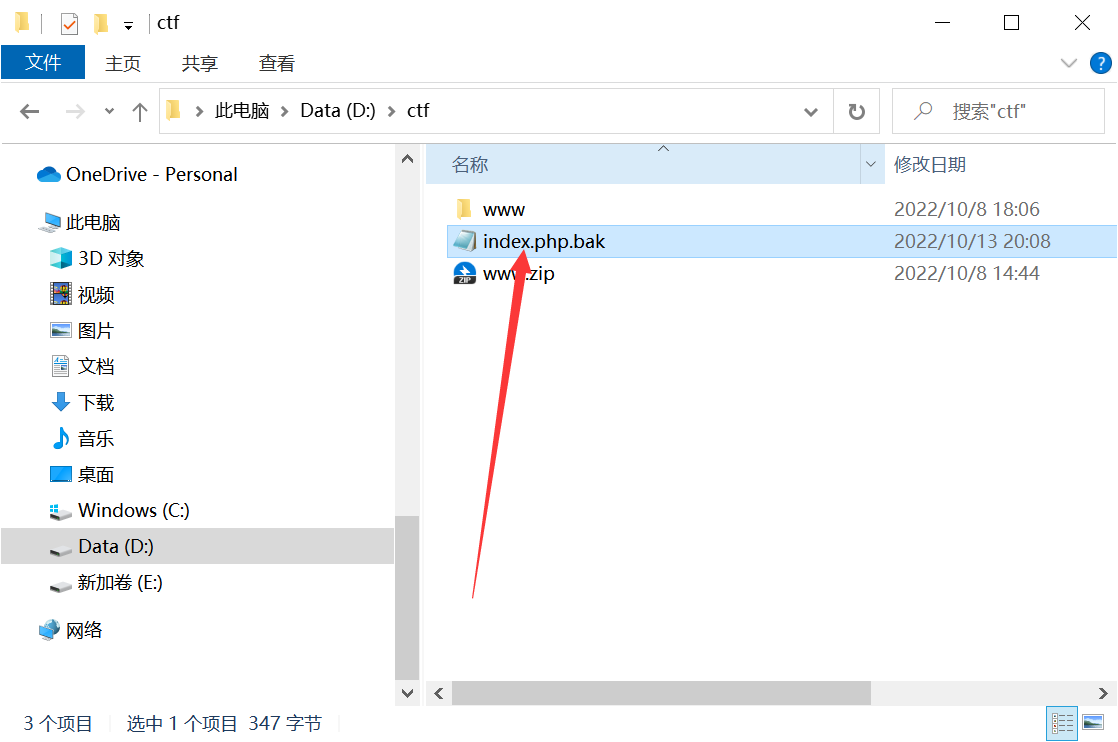 ctf
文件 主页 共享 查看 ?
此电脑 Data (D:) ctf 搜索"ctf"
名称 修改日期
OneDrive - Personal
此电脑
3D 对象
视频
图片
文档
下载
音乐
桌面
Windows (C:)
Data (D:)
新加卷 (E:)
网络
www 2022/10/8 18:06
index.php.bak 2022/10/13 20:08
ZIP www.zip 2022/10/8 14:44
3 个项目 选中 1 个项目 347 字节